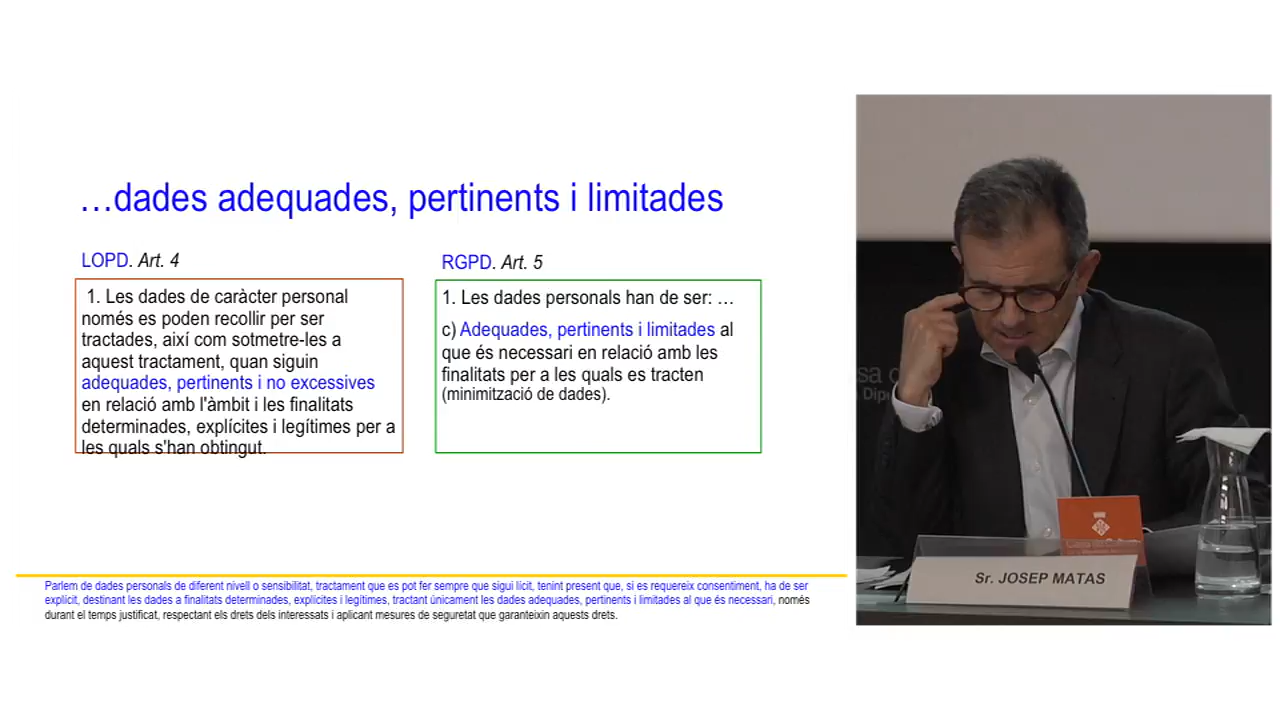 …dades adequades, pertinents i limitades
LOPD. Art. 4
1. Les dades de caràcter personal
només es poden recollir per ser
tractades, així com sotmetre-les a
aquest tractament, quan siguin
adequades, pertinents i no excessives
en relació amb l'àmbit i les finalitats
determinades, explícites i legítimes per a
les quals s'han obtingut.
RGPD. Art. 5
1. Les dades personals han de ser: …
c) Adequades, pertinents i limitades al
que és necessari en relació amb les
finalitats per a les quals es tracten
(minimització de dades).
Parlem de dades personals de diferent nivell o sensibilitat, tractament que es pot fer sempre que sigui lícit, tenint present que, si es requereix consentiment, ha de ser
explícit, destinant les dades a finalitats determinades, explícites i legítimes, tractant únicament les dades adequades, pertinents i limitades al que és necessari, només
durant el temps justificat, respectant els drets dels interessats i aplicant mesures de seguretat que garanteixin aquests drets.
Sr. JOSEP MATAS